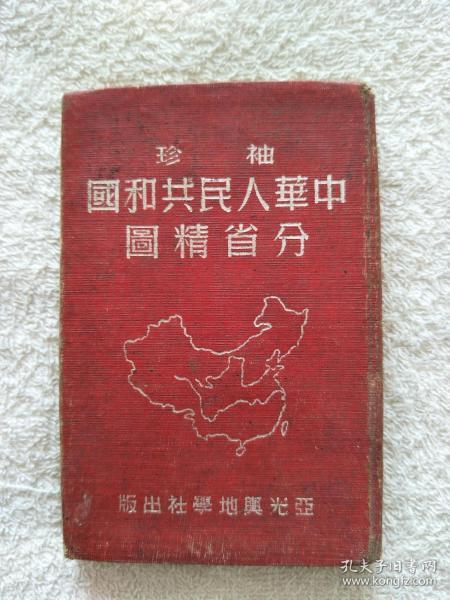 袖珍
中華人民共和國
分省精圖
亞光輿地學社出版
孔夫子旧书网
www.kongfz.com